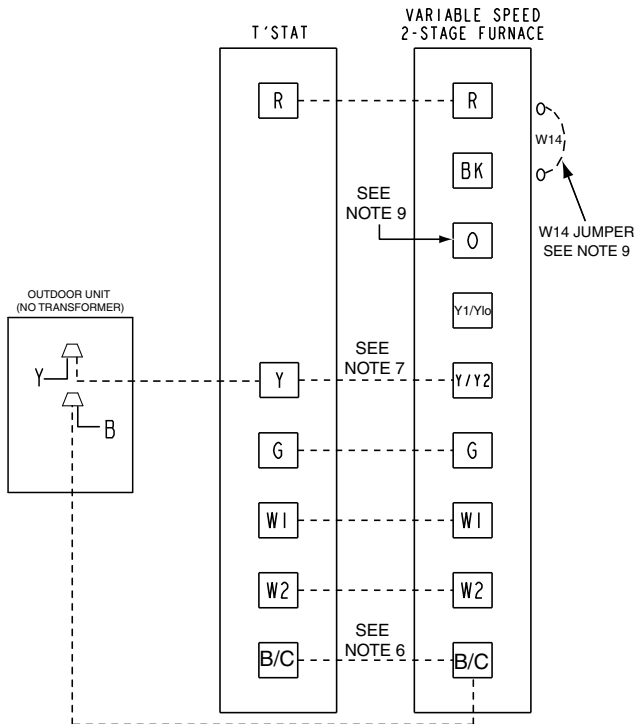 VARIABLE SPEED
T'STAT 2-STAGE FURNACE
R R
W14
BK
SEE
NOTE 9
O
W14 JUMPER
SEE NOTE 9
OUTDOOR UNIT
(NO TRANSFORMER)
Y1/Ylo
Y
SEE
NOTE 7
Y Y/Y2
B
G G
W1 W1
W2 W2
SEE
NOTE 6
B/C B/C